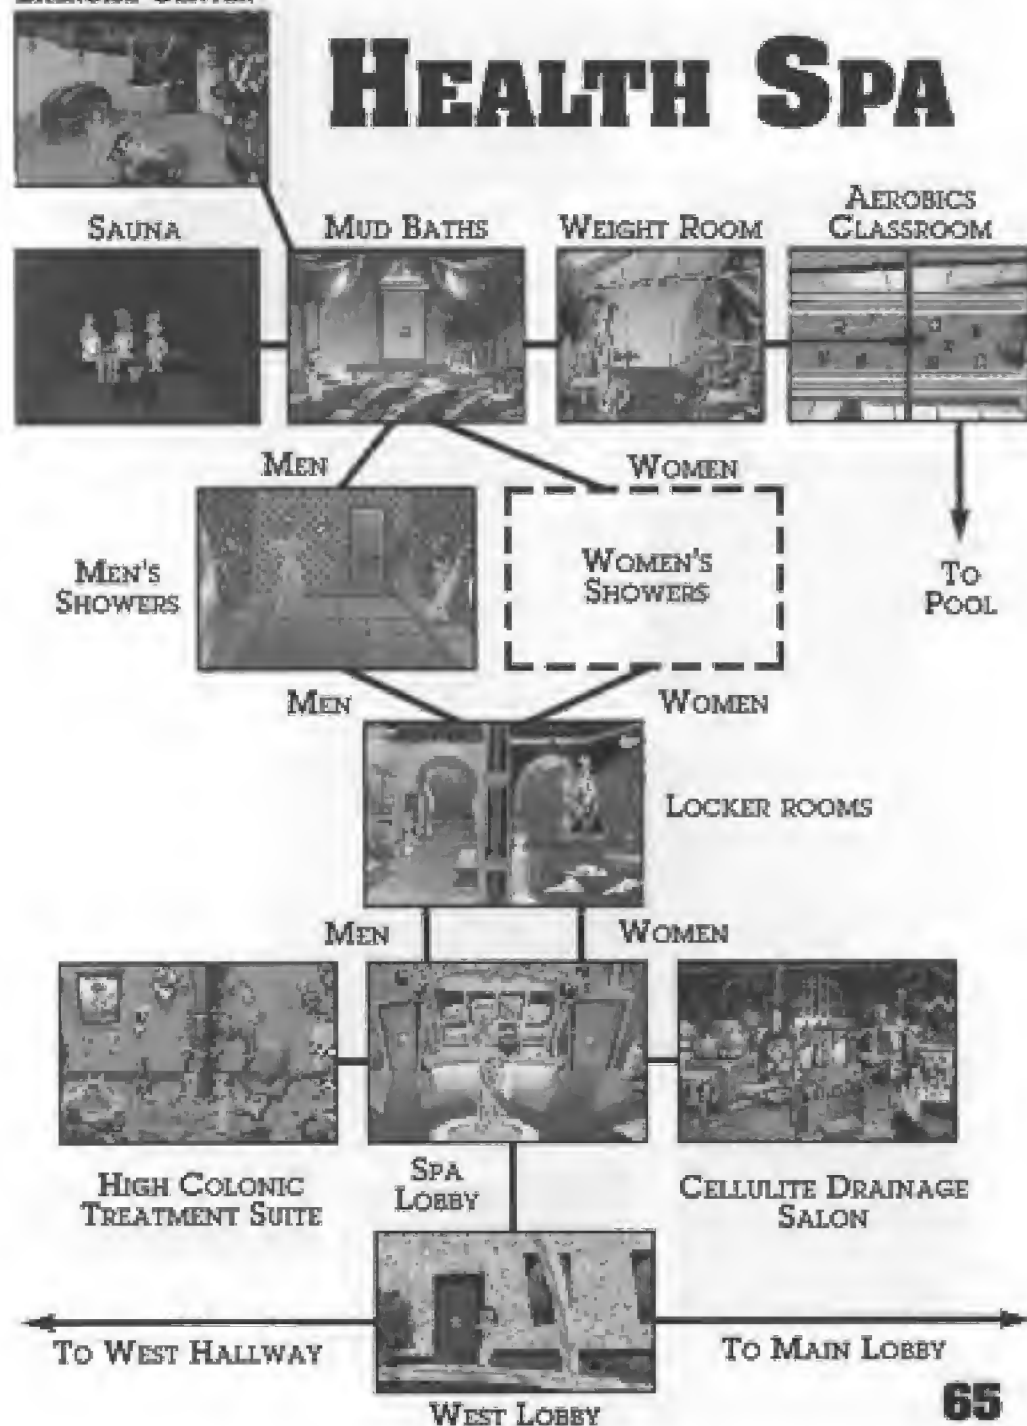 HEALTH SPA
SAUNA
MUD BATHS
WEIGHT ROOM
AEROBICS
CLASSROOM
MEN
WOMEN
MEN'S
SHOWERS
WOMEN'S
SHOWERS
TO
POOL
MEN
WOMEN
LOCKER ROOMS
MEN
WOMEN
HIGH COLONIC
TREATMENT SUITE
SPA
LOBBY
CELLULITE DRAINAGE
SALON
TO WEST HALLWAY
TO MAIN LOBBY
WEST LOBBY
65